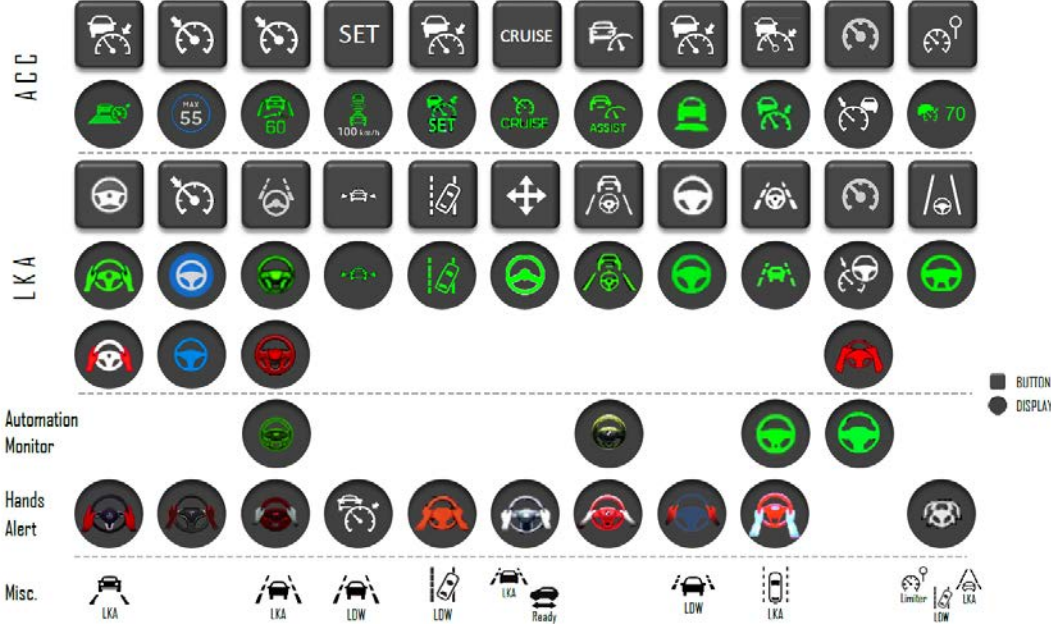 ACC
SET
CRUISE
MAX
55
60
100 km/h
SET
CRUISE
ASSIST
70
LKA
BUTTON
DISPLAY
Automation
Monitor
Hands
Alert
Misc.
LKA
LKA
LDW
LDW
LKA
Ready
LDW
LKA
Limiter
LDW
LKA